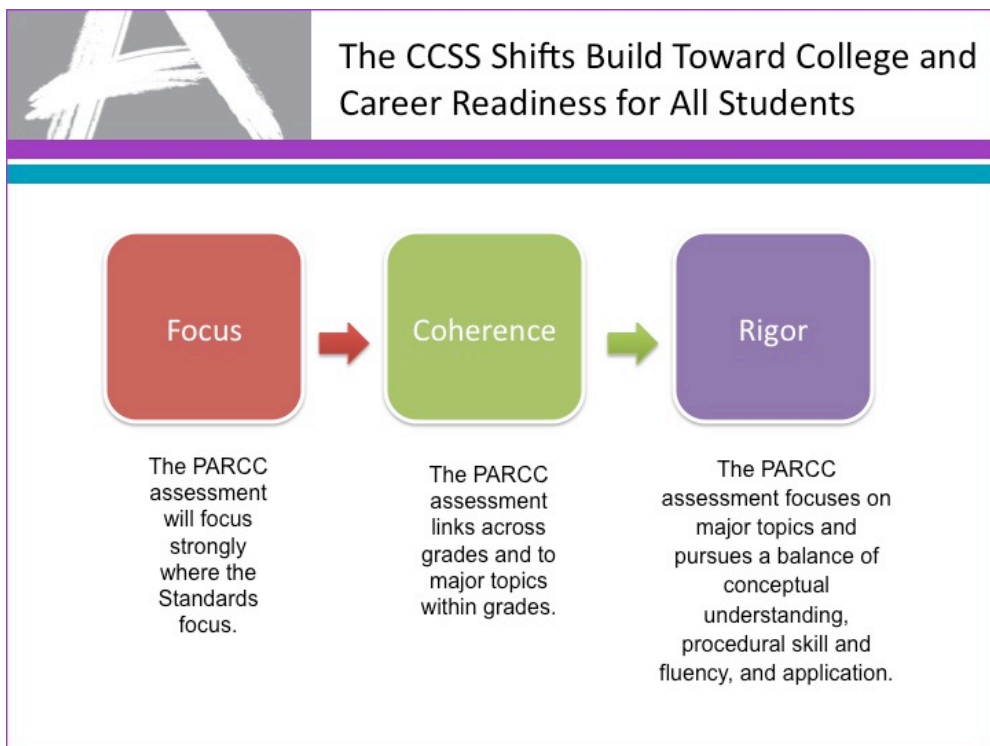 The CCSS Shifts Build Toward College and
Career Readiness for All Students
Focus
Coherence
Rigor
The PARCC
assessment
will focus
strongly
where the
Standards
focus.
The PARCC
assessment
links across
grades and to
major topics
within grades.
The PARCC
assessment focuses on
major topics and
pursues a balance of
conceptual
understanding,
procedural skill and
fluency, and application.